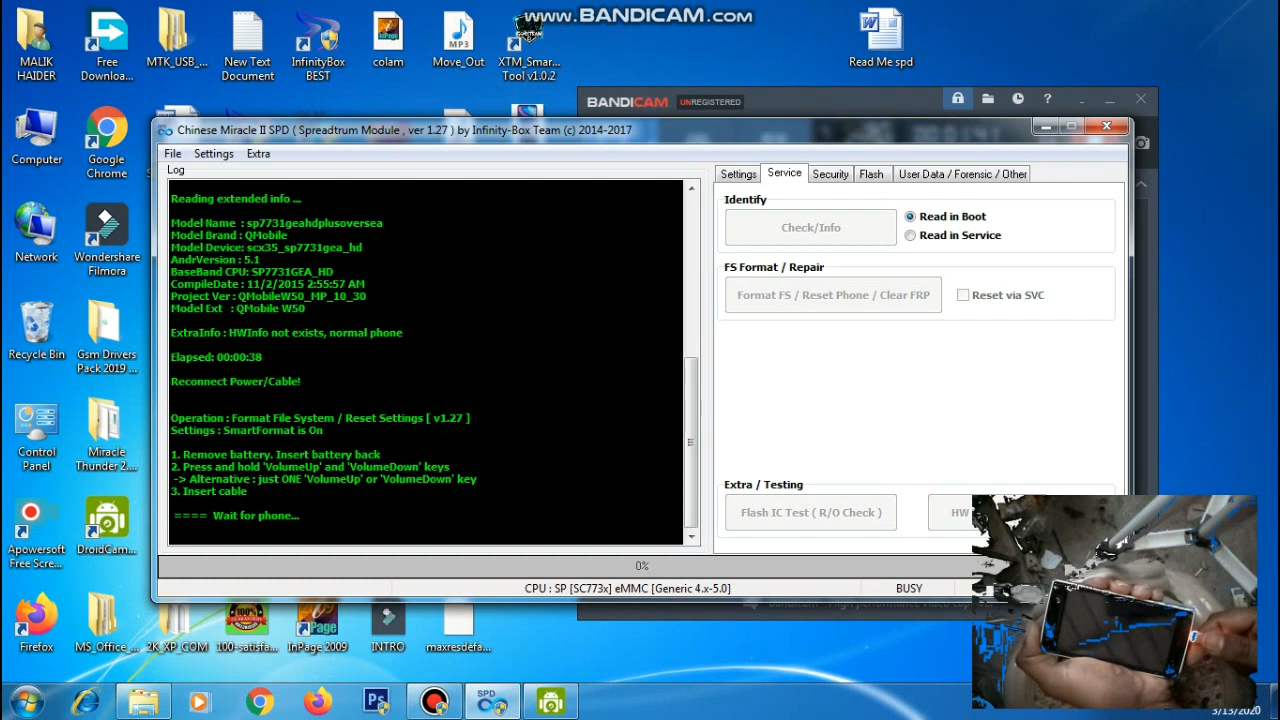 www.BANDICAM.com
MALIK
HAIDER
Free
Downloa...
MTK_USB_...
New Text
Document
InfinityBox
BEST
colam
MP3
Move_Out
XTM_Smar...
Tool v1.0.2
Read Me spd
Computer
Google
Chrome
Network
Wondershare
Filmora
Recycle Bin
Gsm Drivers
Pack 2019 ...
Control
Panel
Miracle
Thunder 2....
Apowersoft
Free Scre...
DroidCam...
Firefox
MS_Office_...
2K_XP_COM
100-satisfa...
InPage 2009
INTRO
maxresdefa...
BANDICAM UNREGISTERED
Chinese Miracle II SPD ( Spreadtrum Module , ver 1.27 ) by Infinity-Box Team (c) 2014-2017
File Settings Extra
Log
Reading extended info ...
Model Name : sp7731geahdplusoversea
Model Brand : QMobile
Model Device: scx35_sp7731gea_hd
AndrVersion : 5.1
BaseBand CPU: SP7731GEA_HD
CompileDate : 11/2/2015 2:55:57 AM
Project Ver : QMobileW50_MP_10_30
Model Ext : QMobile W50
ExtraInfo : HWInfo not exists, normal phone
Elapsed: 00:00:38
Reconnect Power/Cable!
Operation : Format File System / Reset Settings [ v1.27 ]
Settings : SmartFormat is On
1. Remove battery. Insert battery back
2. Press and hold 'VolumeUp' and 'VolumeDown' keys
-> Alternative : just ONE 'VolumeUp' or 'VolumeDown' key
3. Insert cable
==== Wait for phone...
Settings Service Security Flash User Data / Forensic / Other
Identify
Check/Info
Read in Boot
Read in Service
FS Format / Repair
Format FS / Reset Phone / Clear FRP
Reset via SVC
Extra / Testing
Flash IC Test ( R/O Check )
HW
0%
CPU : SP [SC773x] eMMC [Generic 4.x-5.0]
BUSY
SPD
3/13/2020